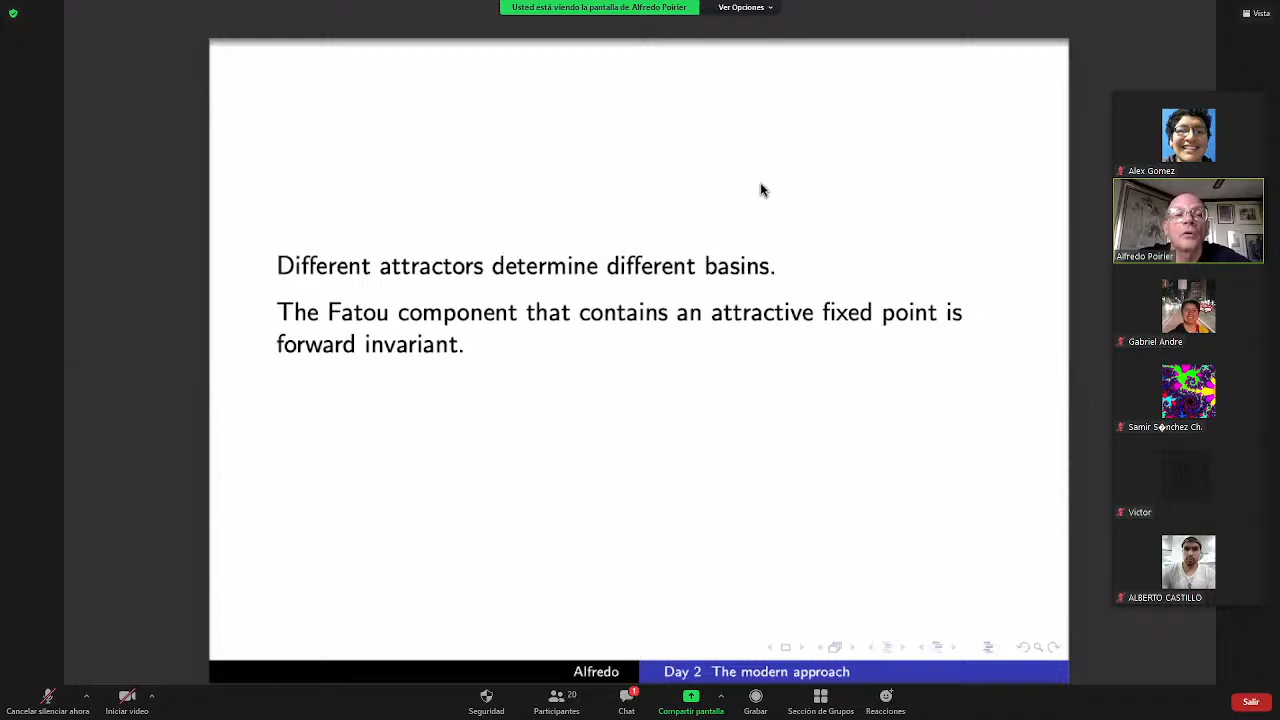 Usted está viendo la pantalla de Alfredo Poirier
Ver Opciones
Vista
Different attractors determine different basins.
The Fatou component that contains an attractive fixed point is
forward invariant.
Alfredo
Day 2 The modern approach
Alex Gomez
Alfredo Poirier
Gabriel Andre
Samir S�nchez Ch.
Victor
ALBERTO CASTILLO
Cancelar silenciar ahora
Iniciar video
Seguridad
Participantes
20
Chat
1
Compartir pantalla
Grabar
Sección de Grupos
Reacciones
Salir